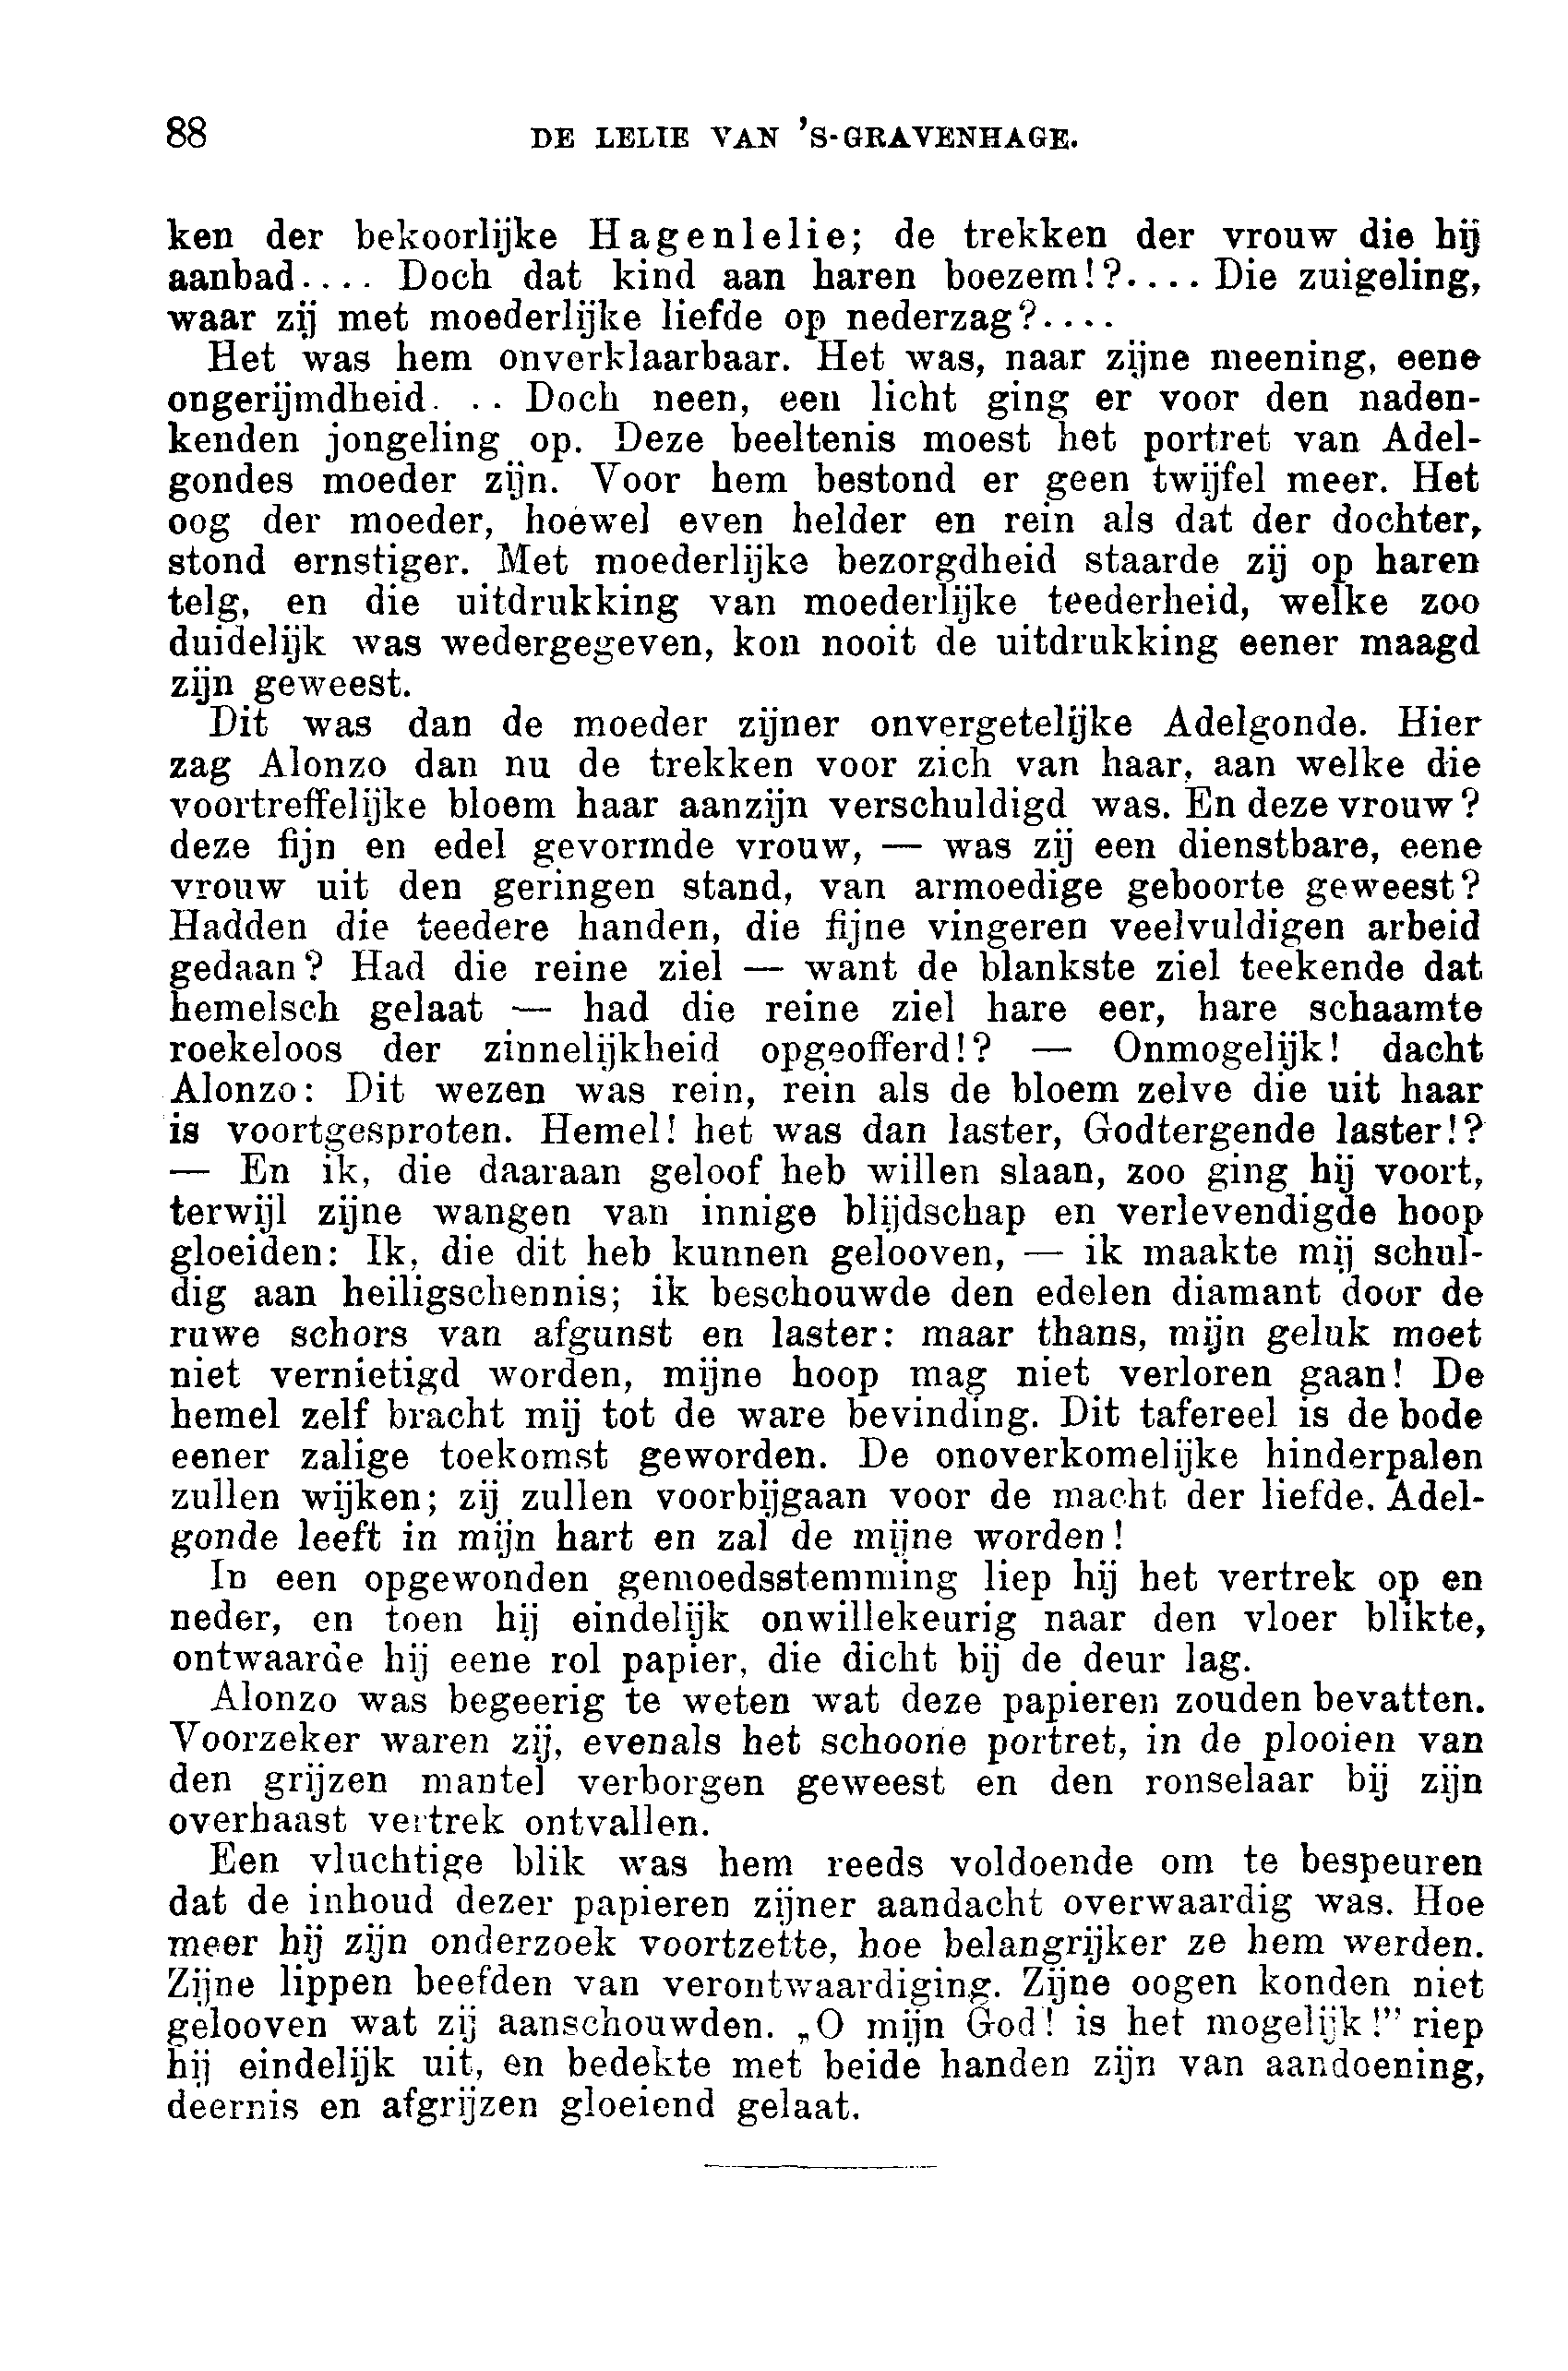 88 DE LELIE VAN 'S-GRAVENHAGE.
ken der bekoorlijke Hagenlelie; de trekken der vrouw die hij
aanbad.... Doch dat kind aan haren boezem!?.... Die zuigeling,
waar zij met moederlijke liefde op nederzag?....
Het was hem onverklaarbaar. Het was, naar zijne meening, eene
ongerijmdheid. .. Doch neen, een licht ging er voor den naden-
kenden jongeling op. Deze beeltenis moest het portret van Adel-
gondes moeder zijn. Voor hem bestond er geen twijfel meer. Het
oog der moeder, hoewel even helder en rein als dat der dochter,
stond ernstiger. Met moederlijke bezorgdheid staarde zij op haren
telg, en die uitdrukking van moederlijke teederheid, welke zoo
duidelijk was wedergegeven, kon nooit de uitdrukking eener maagd
zijn geweest.
Dit was dan de moeder zijner onvergetelijke Adelgonde. Hier
zag Alonzo dan nu de trekken voor zich van haar, aan welke die
voortreffelijke bloem haar aanzijn verschuldigd was. En deze vrouw?
deze fijn en edel gevormde vrouw, — was zij een dienstbare, eene
vrouw uit den geringen stand, van armoedige geboorte geweest?
Hadden die teedere handen, die fijne vingeren veelvuldigen arbeid
gedaan? Had die reine ziel — want de blankste ziel teekende dat
hemelsch gelaat — had die reine ziel hare eer, hare schaamte
roekeloos der zinnelijkheid opgeofferd!? — Onmogelijk! dacht
Alonzo: Dit wezen was rein, rein als de bloem zelve die uit haar
is voortgesproten. Hemel! het was dan laster, Godtergende laster!?
— En ik, die daaraan geloof heb willen slaan, zoo ging hij voort,
terwijl zijne wangen van innige blijdschap en verlevendigde hoop
gloeiden: Ik, die dit heb kunnen gelooven, — ik maakte mij schul-
dig aan heiligschennis; ik beschouwde den edelen diamant door de
ruwe schors van afgunst en laster: maar thans, mijn geluk moet
niet vernietigd worden, mijne hoop mag niet verloren gaan! De
hemel zelf bracht mij tot de ware bevinding. Dit tafereel is de bode
eener zalige toekomst geworden. De onoverkomelijke hinderpalen
zullen wijken; zij zullen voorbijgaan voor de macht der liefde. Adel-
gonde leeft in mijn hart en zal de mijne worden!
In een opgewonden gemoedsstemming liep hij het vertrek op en
neder, en toen hij eindelijk onwillekeurig naar den vloer blikte,
ontwaarde hij eene rol papier, die dicht bij de deur lag.
Alonzo was begeerig te weten wat deze papieren zouden bevatten.
Voorzeker waren zij, evenals het schoone portret, in de plooien van
den grijzen mantel verborgen geweest en den ronselaar bij zijn
overhaast vertrek ontvallen.
Een vluchtige blik was hem reeds voldoende om te bespeuren
dat de inhoud dezer papieren zijner aandacht overwaardig was. Hoe
meer hij zijn onderzoek voortzette, hoe belangrijker ze hem werden.
Zijne lippen beefden van verontwaardiging. Zijne oogen konden niet
gelooven wat zij aanschouwden. „O mijn God! is het mogelijk!” riep
hij eindelijk uit, en bedekte met beide handen zijn van aandoening,
deernis en afgrijzen gloeiend gelaat.